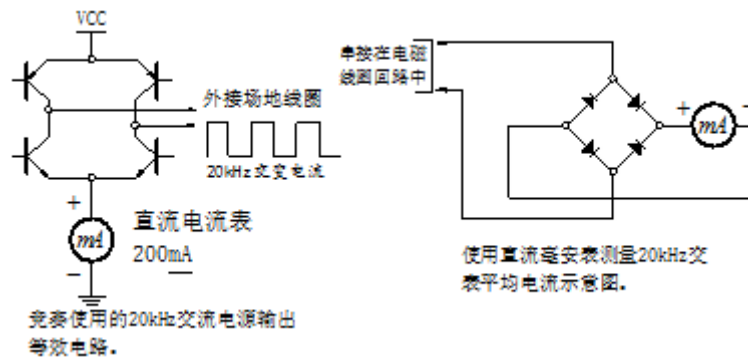 VCC
外接场地线圈
20kHz交变电流
+
mA
−
直流电流表
200mA
竞赛使用的20kHz交流电源输出
等效电路。
串接在电磁
线圈回路中
+
mA
−
使用直流毫安表测量20kHz交
表平均电流示意图。